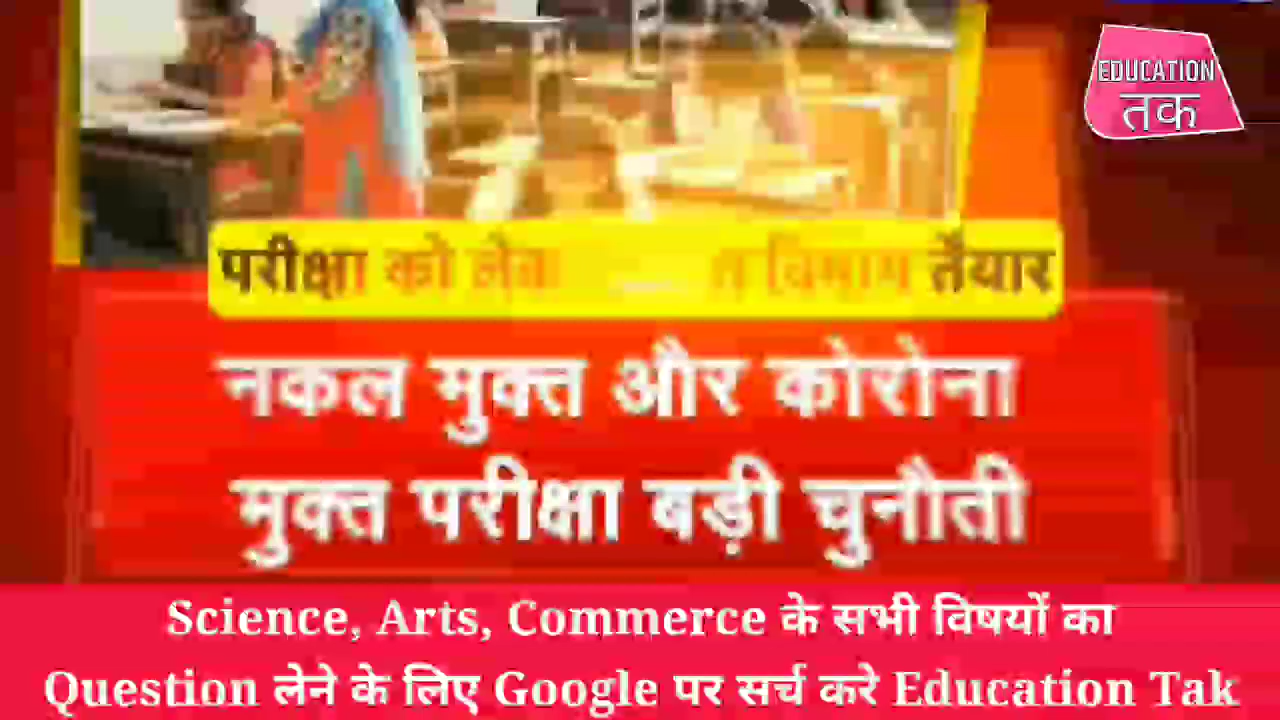 EDUCATION
तक
परीक्षा को विभाग तैयार
नकल मुक्त और कोरोना
मुक्त परीक्षा बड़ी चुनौती
Science, Arts, Commerce के सभी विषयों का
Question लेने के लिए Google पर सर्च करे Education Tak